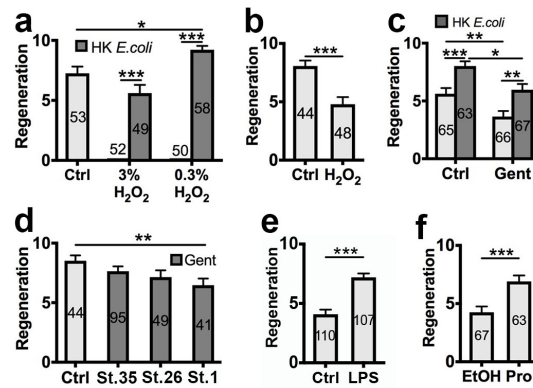 a
*
HK E.coli
***
***
Regeneration
10
5
0
53
52
49
50
58
Ctrl
3%
H2O2
0.3%
H2O2
b
***
Regeneration
10
5
0
44
48
Ctrl
H2O2
c
HK E.coli
**
***
*
**
Regeneration
10
5
0
65
63
66
67
Ctrl
Gent
d
**
Gent
Regeneration
10
5
0
44
95
49
41
Ctrl
St.35
St.26
St.1
e
***
Regeneration
10
5
0
110
107
Ctrl
LPS
f
***
Regeneration
10
5
0
67
63
EtOH
Pro